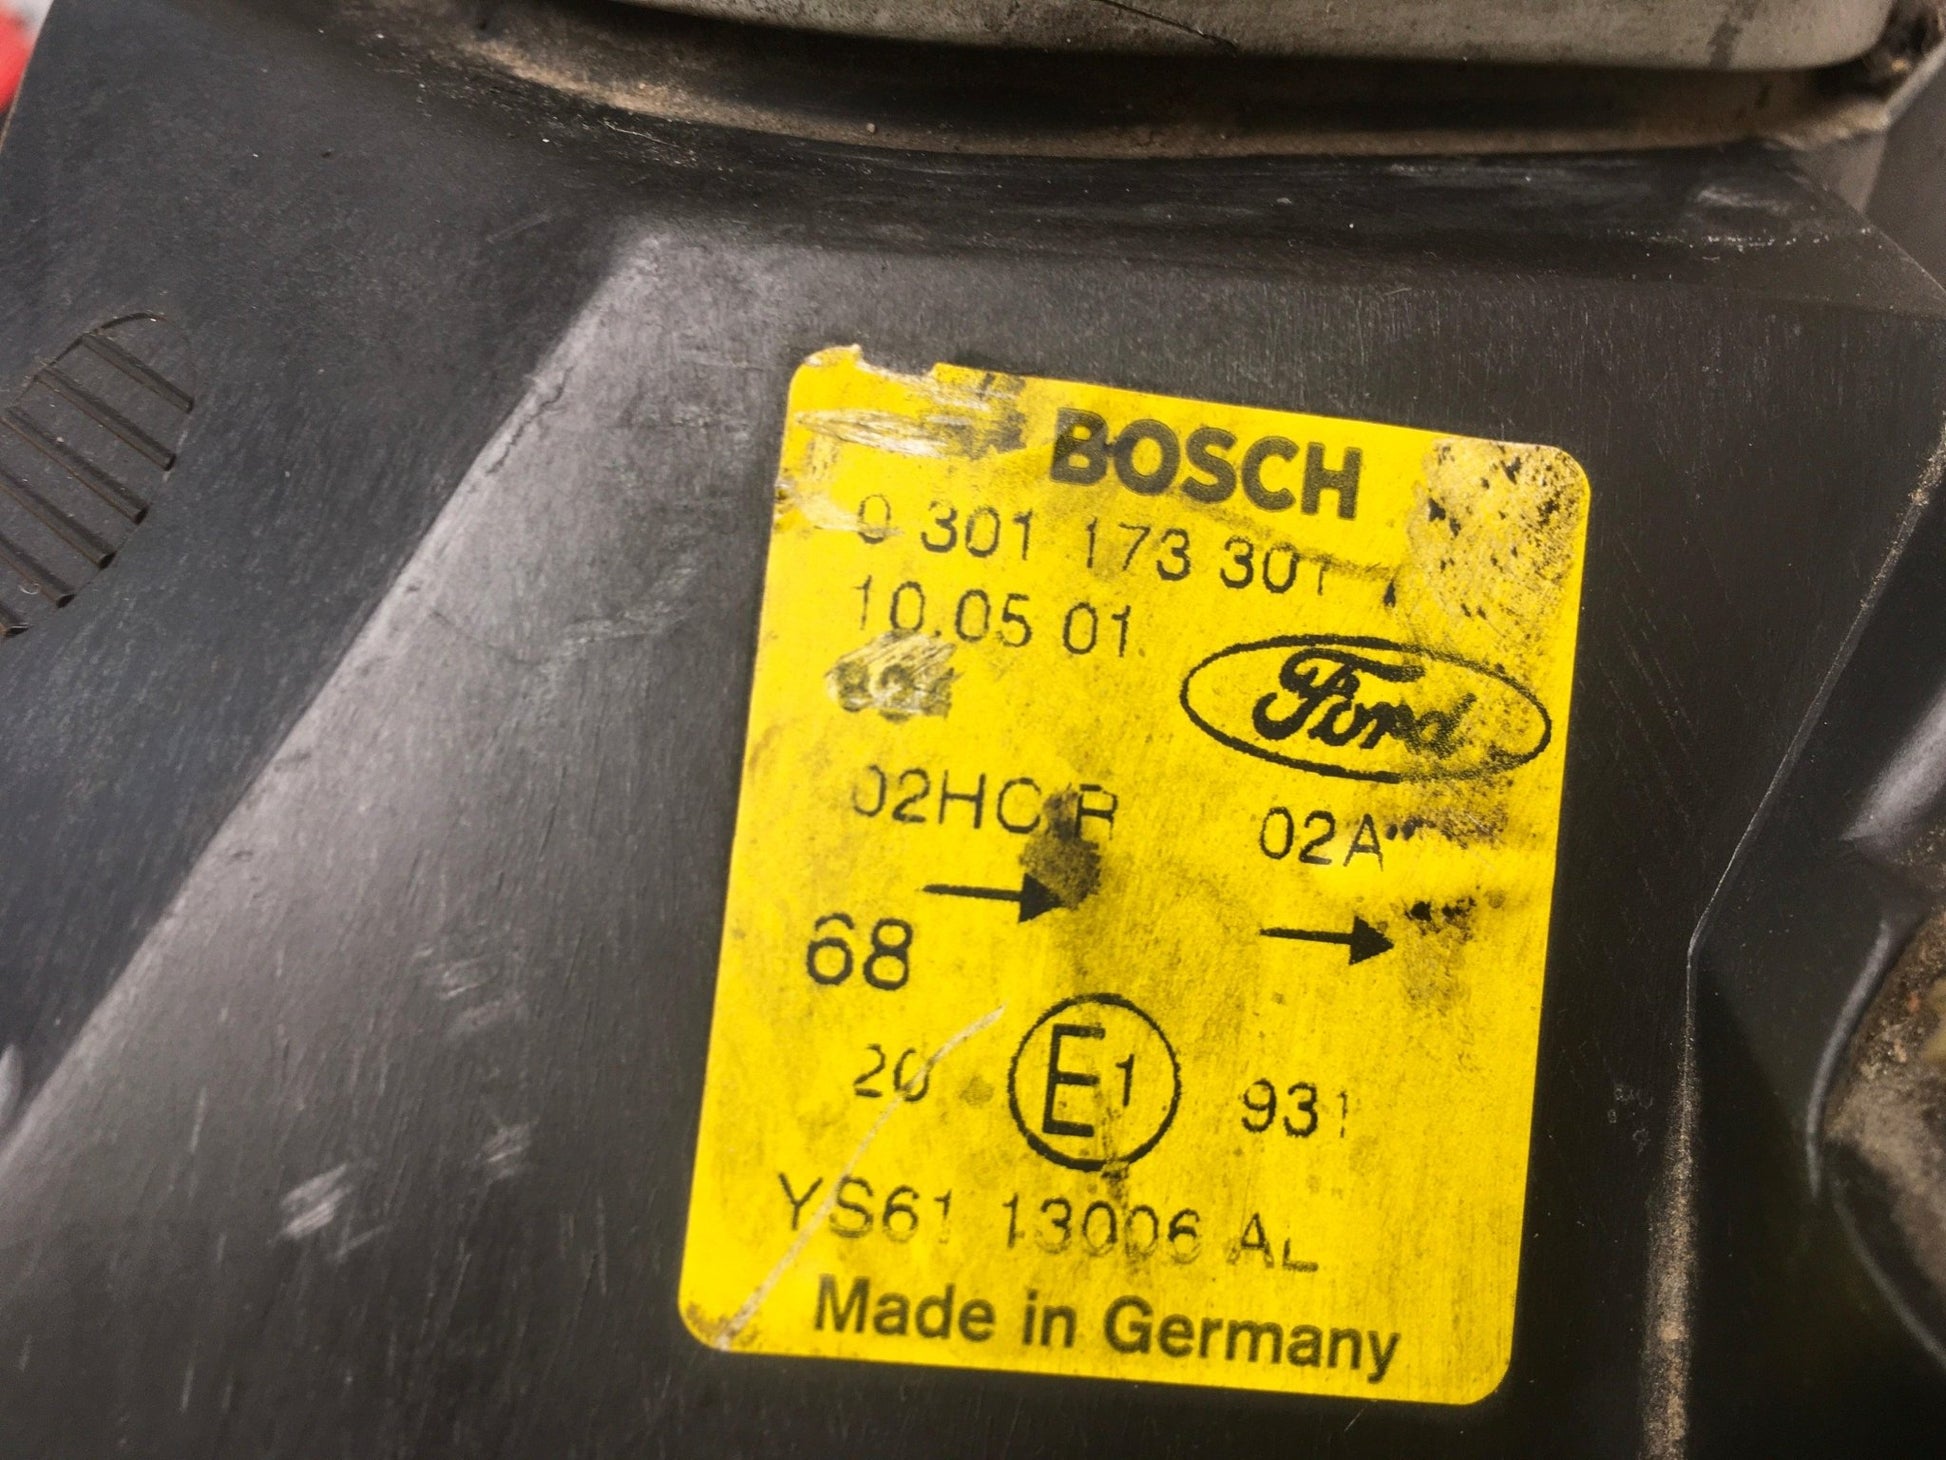 BOSCH
0 301 173 301
10.05 01
Ford
02HC R 02A
68
20 E1 931
YS61 13006 AL
Made in Germany